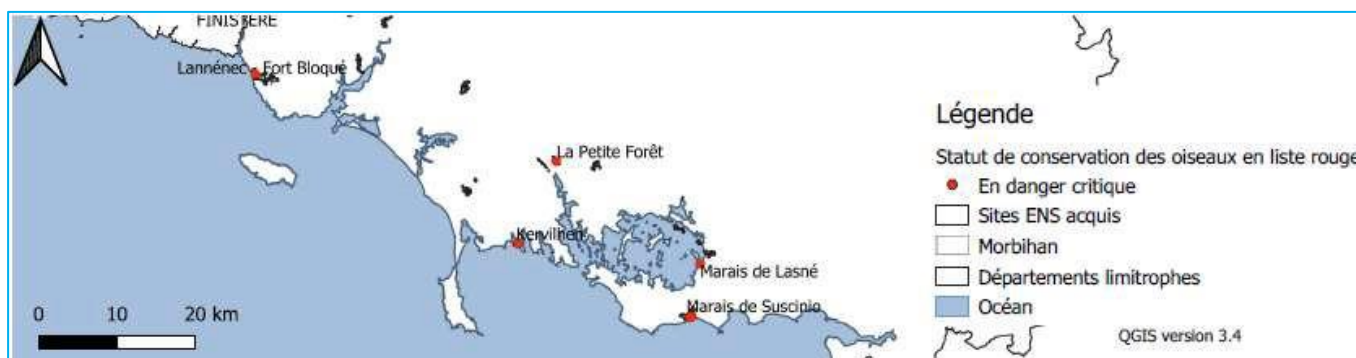 FINISTÈRE
Lannénec Fort Bloqué
La Petite Forêt
Kervilhen
Marais de Lasné
Marais de Suscinio
0 10 20 km
Légende
Statut de conservation des oiseaux en liste rouge
En danger critique
Sites ENS acquis
Morbihan
Départements limitrophes
Océan
QGIS version 3.4